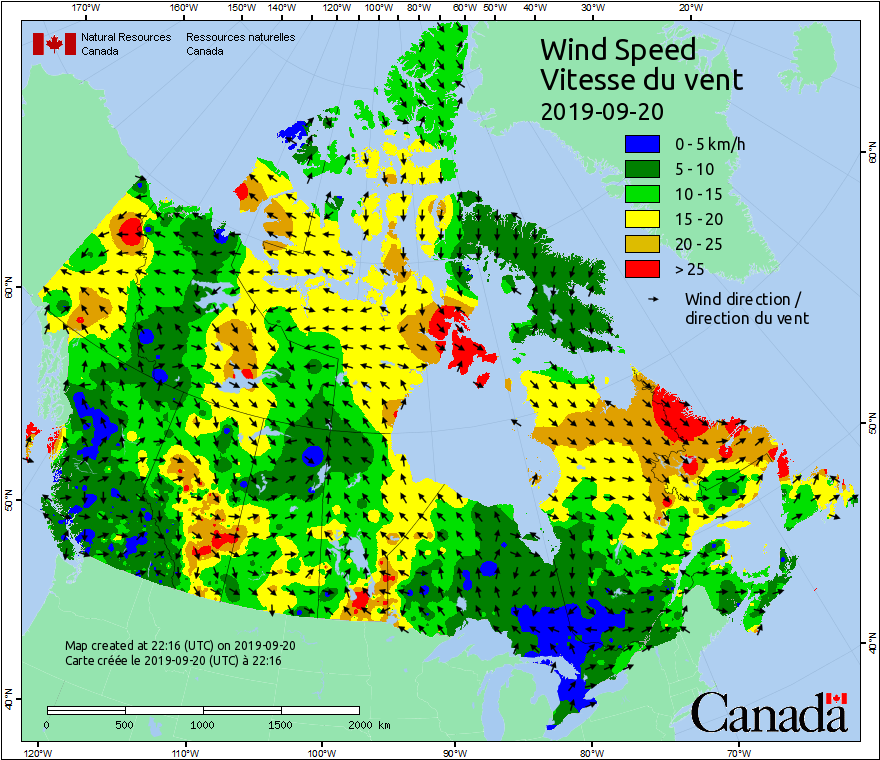 170°W 160°W 150°W 140°W 120°W 100°W 80°W 60°W 50°W 40°W 30°W 20°W
Natural Resources Ressources naturelles
Canada Canada
Wind Speed
Vitesse du vent
2019-09-20
0 - 5 km/h
5 - 10
10 - 15
15 - 20
20 - 25
> 25
Wind direction /
direction du vent
60°N
60°N
50°N
50°N
40°N
40°N
Map created at 22:16 (UTC) on 2019-09-20
Carte créée le 2019-09-20 (UTC) à 22:16
0 500 1000 1500 2000 km
Canada
120°W 110°W 100°W 90°W 80°W 70°W